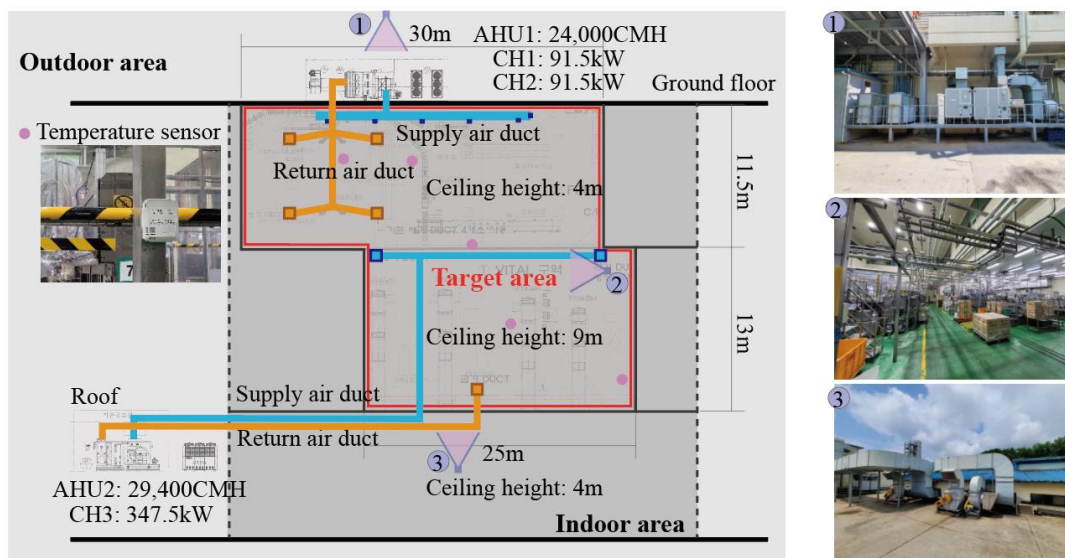 1
30m
AHU1: 24,000CMH
CH1: 91.5kW
CH2: 91.5kW
Outdoor area
Ground floor
Temperature sensor
Supply air duct
Return air duct
Ceiling height: 4m
11.5m
7
Target area
2
Ceiling height: 9m
13m
Roof
Supply air duct
Return air duct
3
25m
AHU2: 29,400CMH
CH3: 347.5kW
Ceiling height: 4m
Indoor area
1
2
3